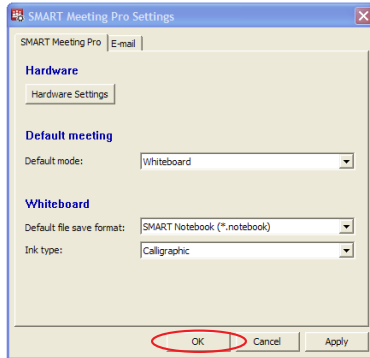 SMART Meeting Pro Settings
SMART Meeting Pro E-mail
Hardware
Hardware Settings
Default meeting
Default mode: Whiteboard
Whiteboard
Default file save format: SMART Notebook (*.notebook)
Ink type: Calligraphic
OK Cancel Apply